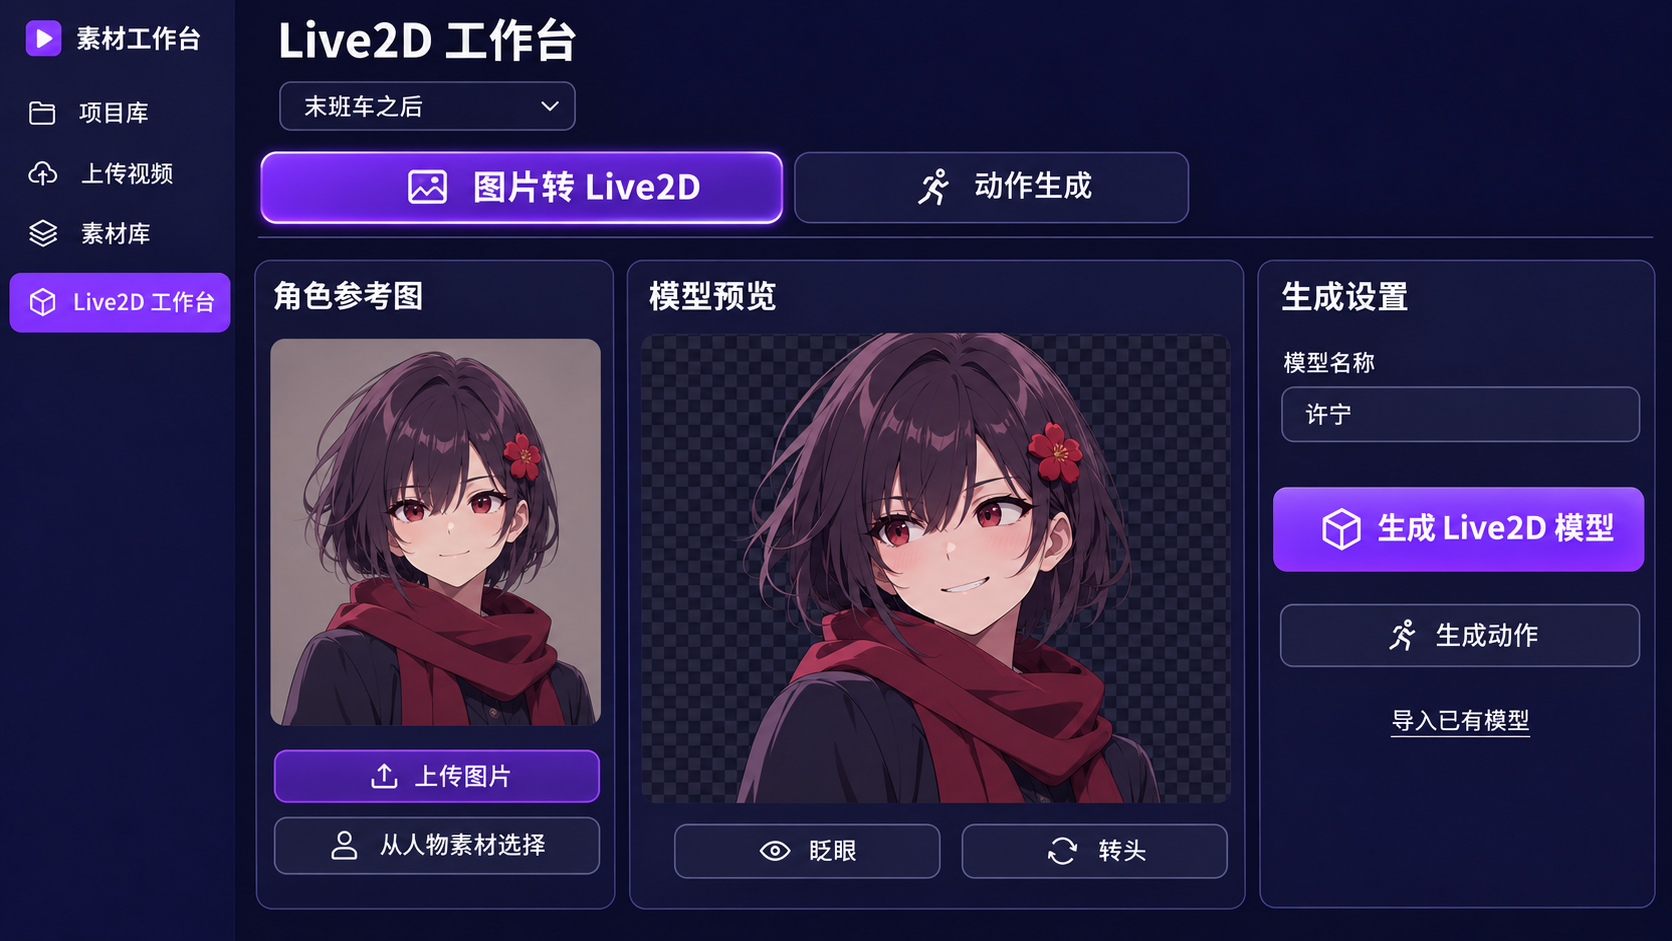 素材工作台
项目库
上传视频
素材库
Live2D 工作台
Live2D 工作台
末班车之后
图片转 Live2D
动作生成
角色参考图
上传图片
从人物素材选择
模型预览
眨眼
转头
生成设置
模型名称
许宁
生成 Live2D 模型
生成动作
导入已有模型